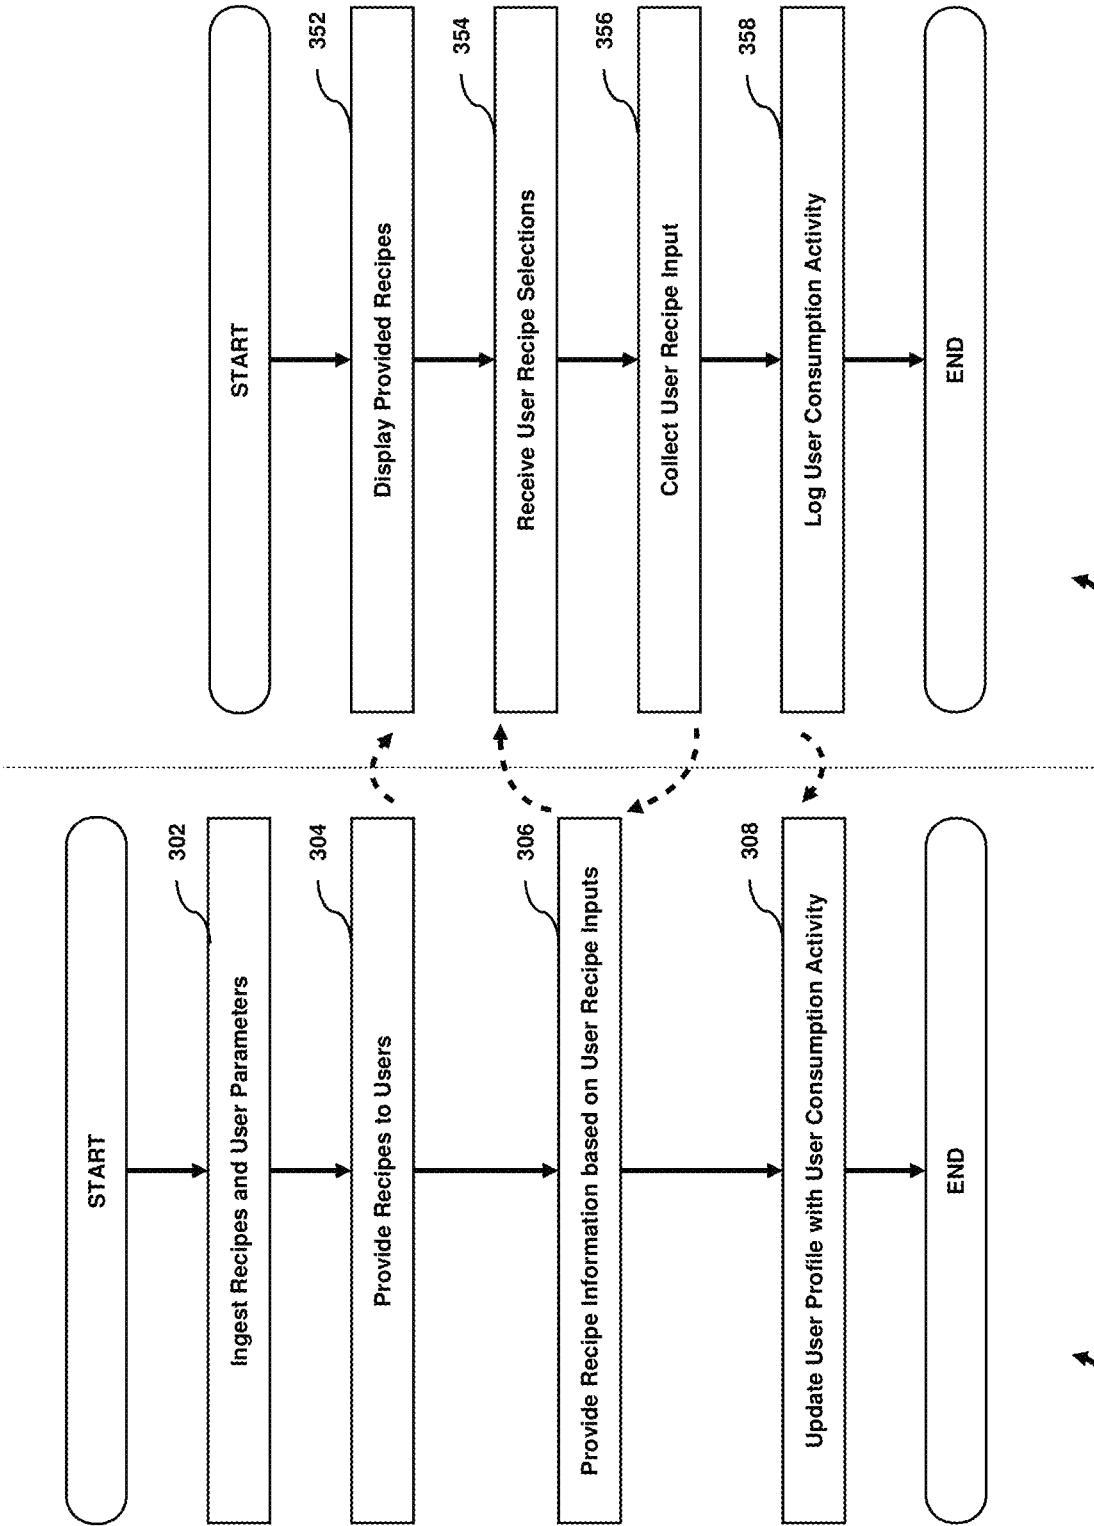 START
302
Ingest Recipes and User Parameters
304
Provide Recipes to Users
306
Provide Recipe Information based on User Recipe Inputs
308
Update User Profile with User Consumption Activity
END
START
352
Display Provided Recipes
354
Receive User Recipe Selections
356
Collect User Recipe Input
358
Log User Consumption Activity
END